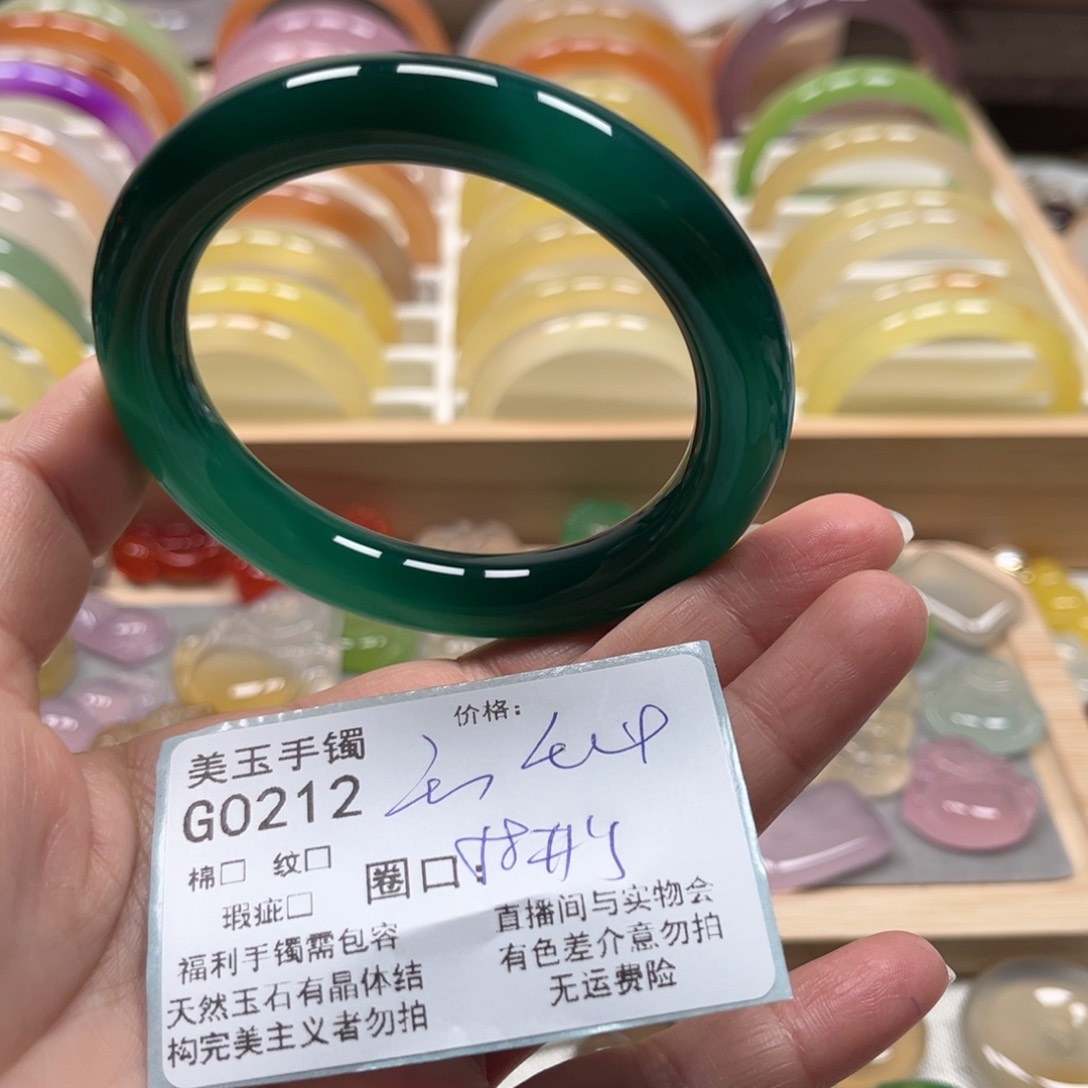 价格：
美玉手镯
G0212
棉□ 纹□ 圈口：
瑕疵□
福利手镯需包容
天然玉石有晶体结
构完美主义者勿拍
直播间与实物会
有色差介意勿拍
无运费险